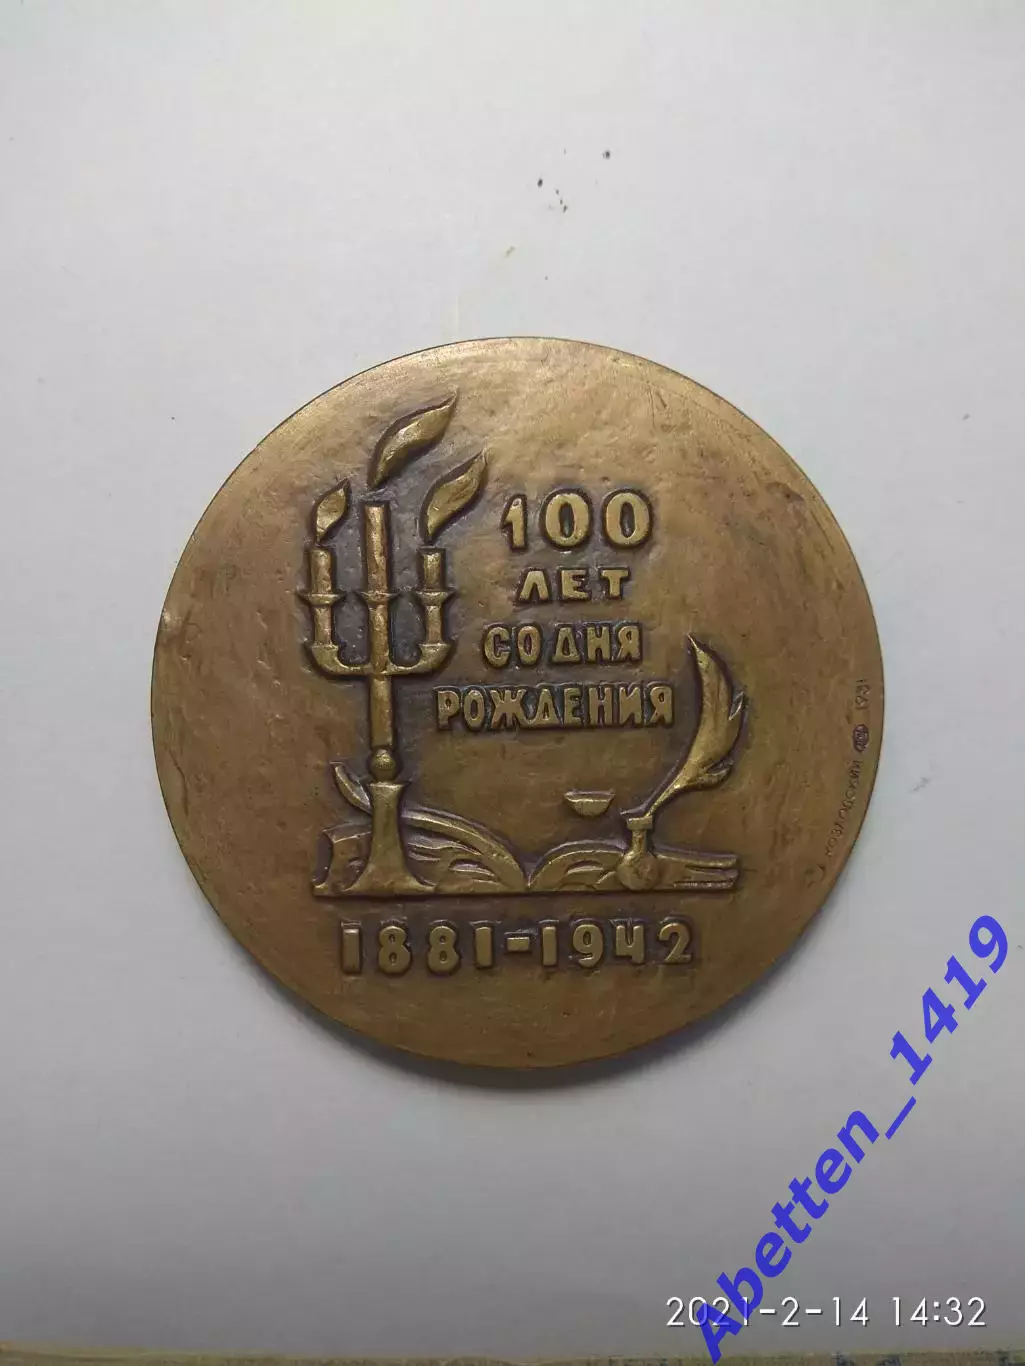 100
ЛЕТ
СО ДНЯ
РОЖДЕНИЯ
1881-1942
Abetten_1419
2021-2-14 14:32